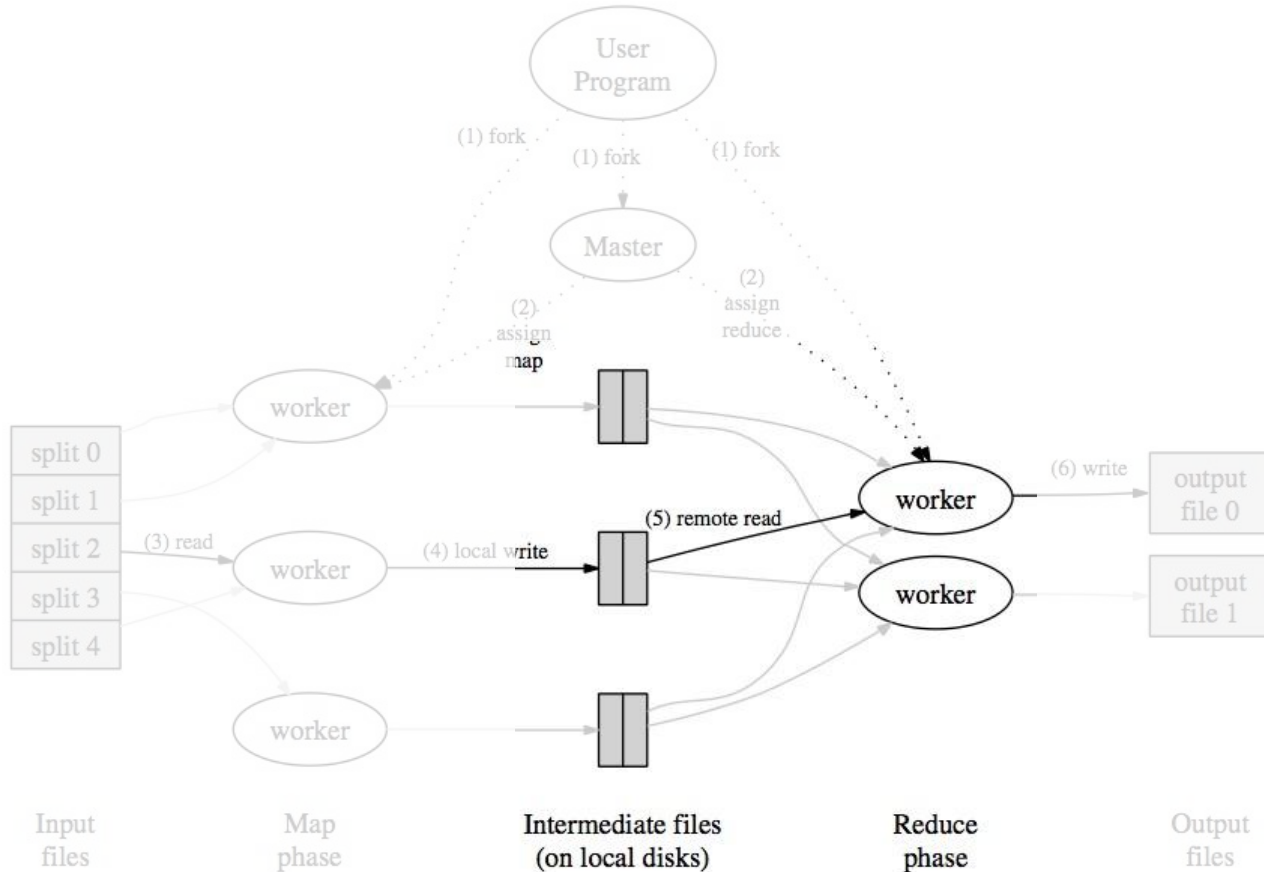 User
Program
(1) fork
(1) fork
(1) fork
Master
(2)
assign
map
(2)
assign
reduce
worker
split 0
split 1
split 2
split 3
split 4
(3) read
worker
(4) local write
worker
(5) remote read
worker
worker
(6) write
output
file 0
output
file 1
Input
files
Map
phase
Intermediate files
(on local disks)
Reduce
phase
Output
files